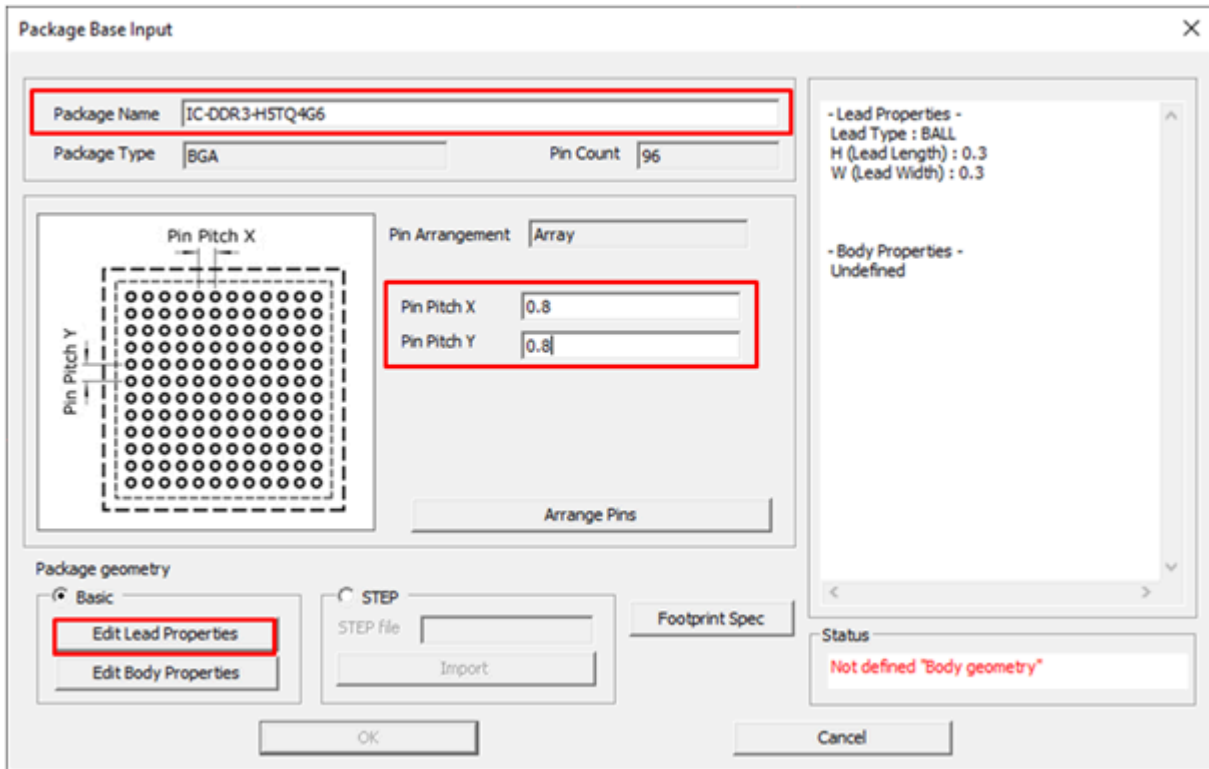 Package Base Input
Package Name IC-DDR3-H5TQ4G6
Package Type BGA Pin Count 96
Pin Pitch X
Pin Pitch Y
Pin Arrangement Array
Pin Pitch X 0.8
Pin Pitch Y 0.8
Arrange Pins
Package geometry
Basic
Edit Lead Properties
Edit Body Properties
STEP
STEP file
Import
Footprint Spec
OK
Cancel
- Lead Properties -
Lead Type : BALL
H (Lead Length) : 0.3
W (Lead Width) : 0.3
- Body Properties -
Undefined
Status
Not defined "Body geometry"